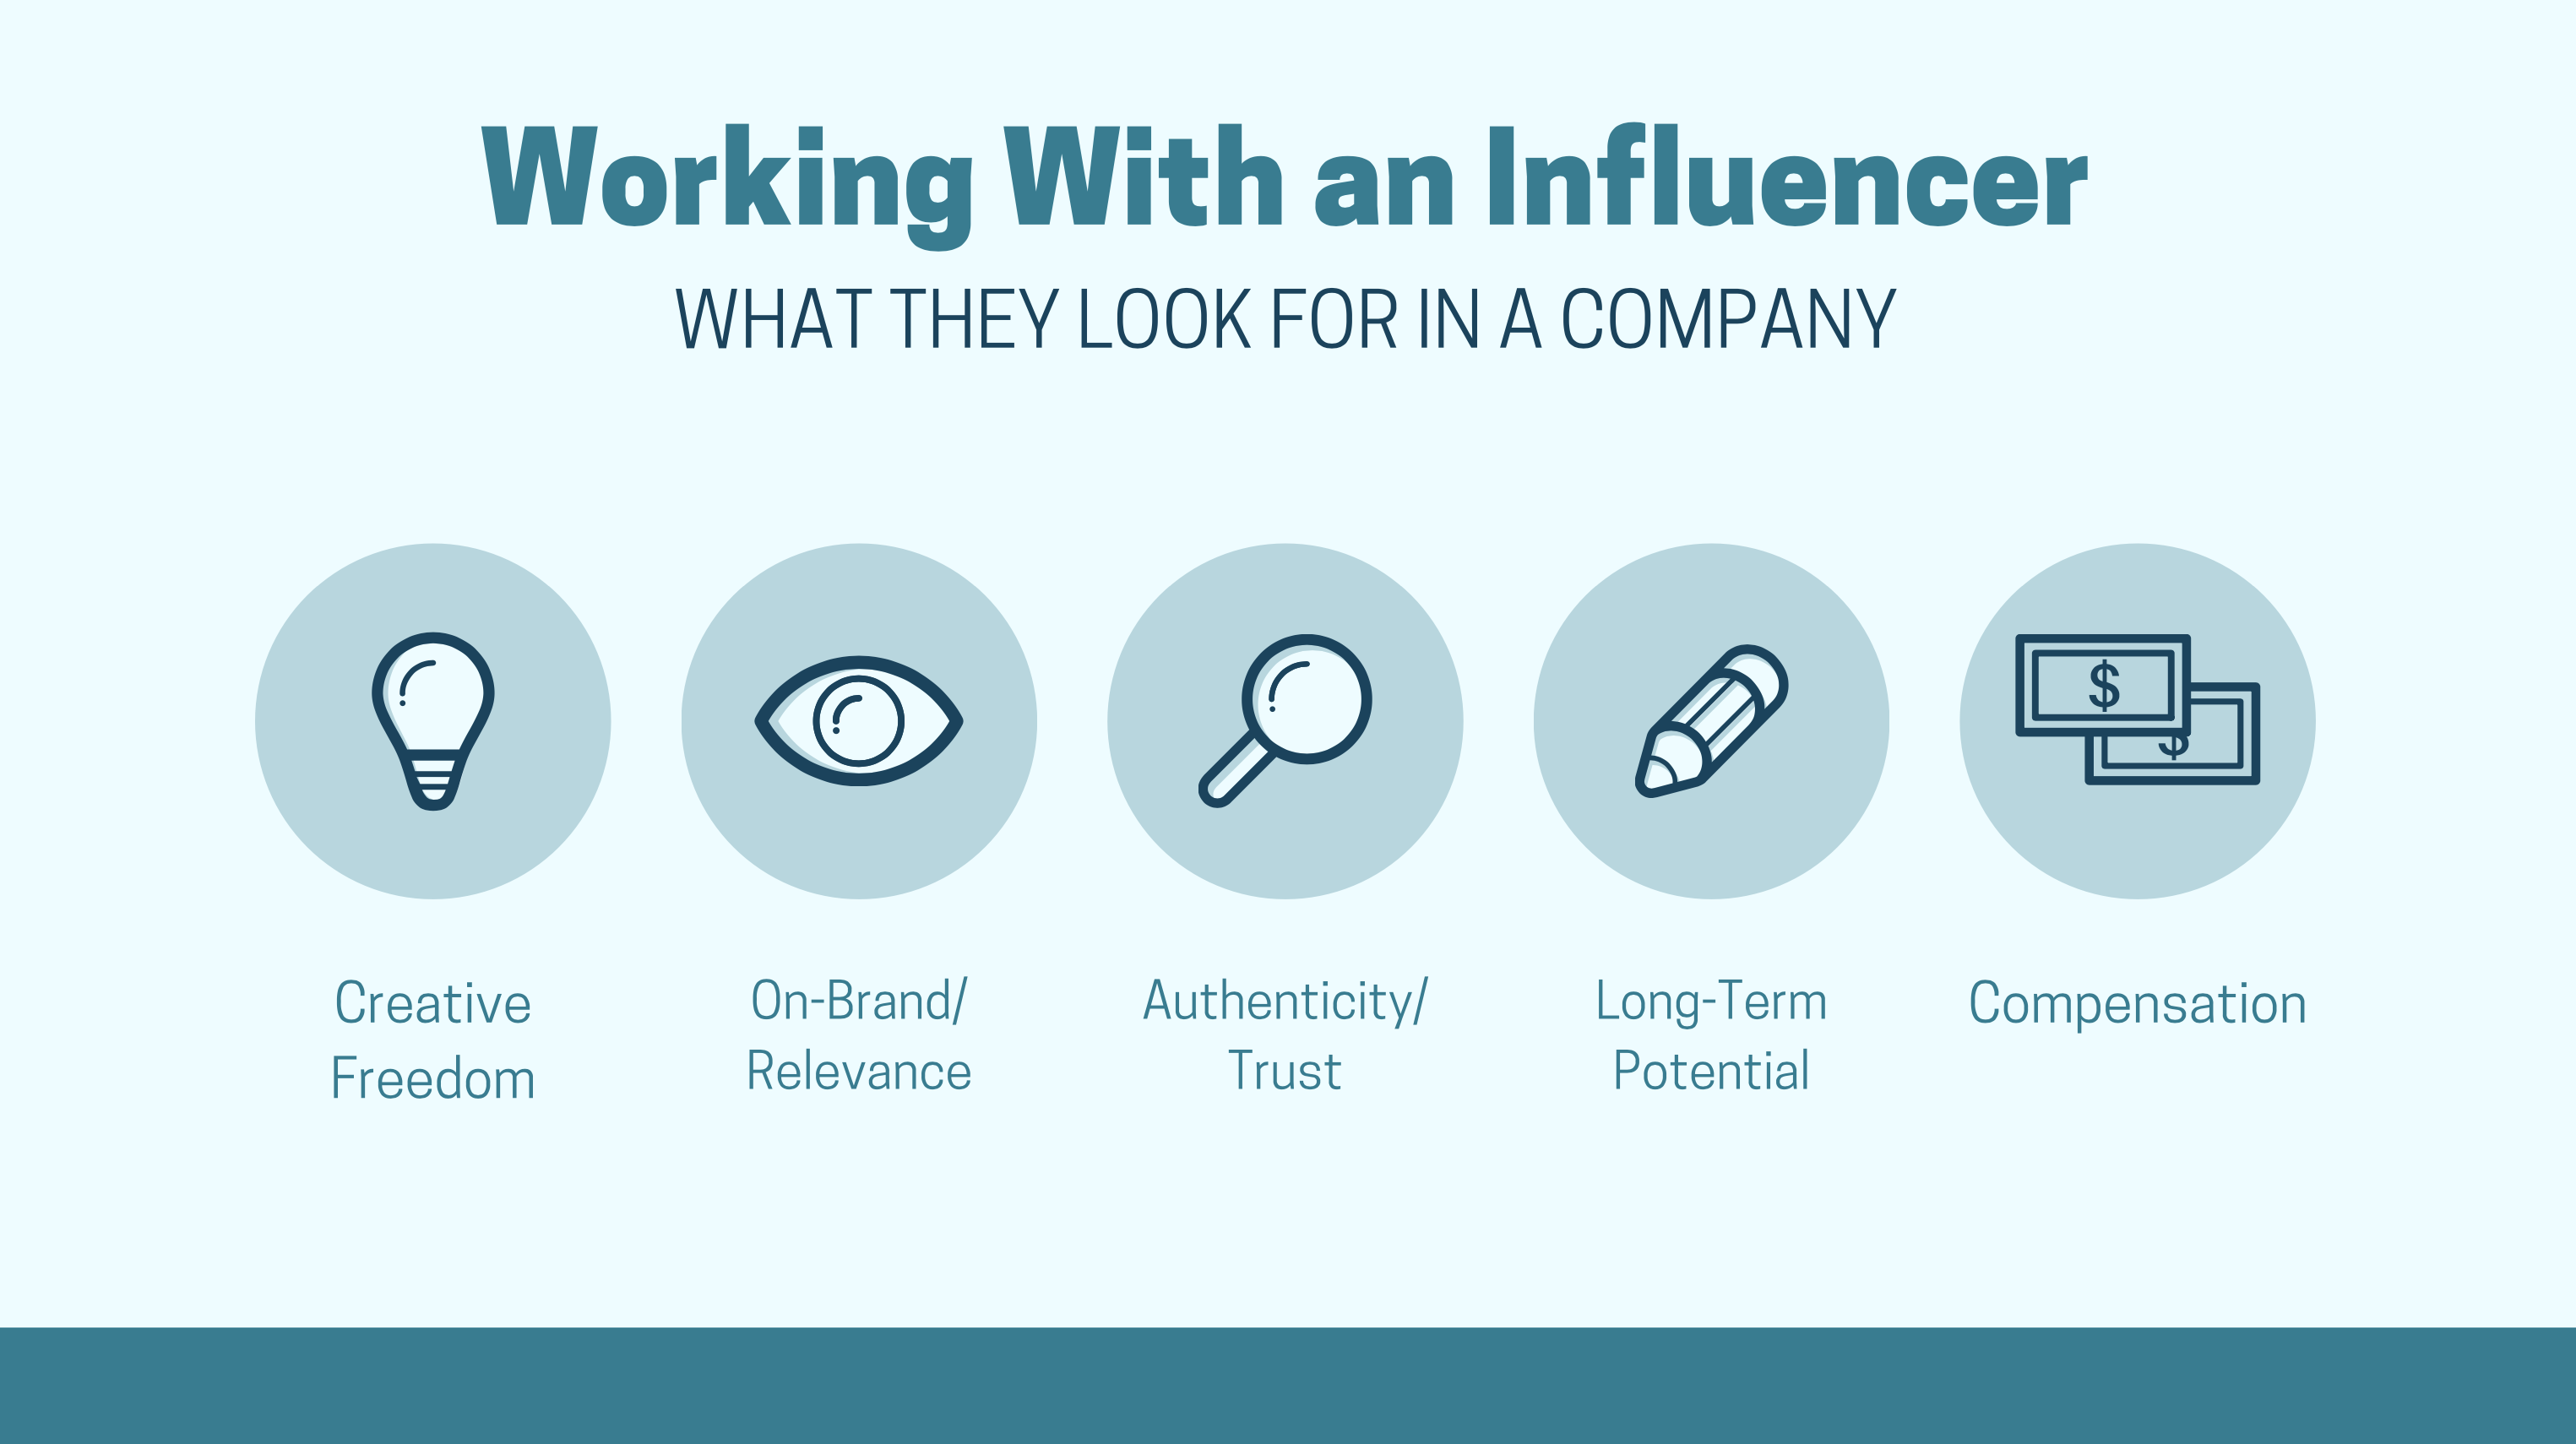 Working With an Influencer
WHAT THEY LOOK FOR IN A COMPANY
$
$
Creative
Freedom
On-Brand/
Relevance
Authenticity/
Trust
Long-Term
Potential
Compensation